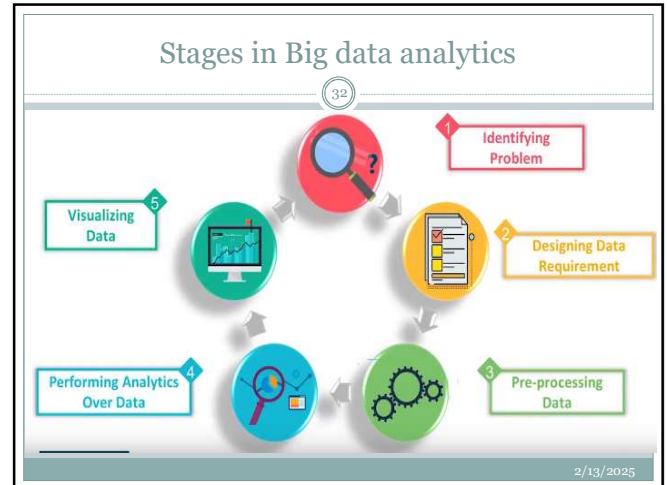 Stages in Big data analytics
32
1
Identifying
Problem
?
2
Designing Data
Requirement
3
Pre-processing
Data
4
Performing Analytics
Over Data
5
Visualizing
Data
2/13/2025